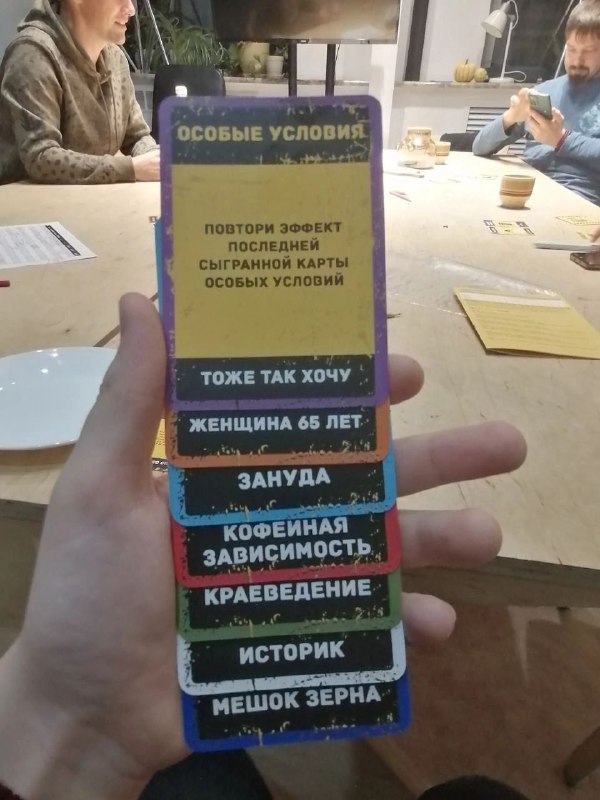 ОСОБЫЕ УСЛОВИЯ
ПОВТОРИ ЭФФЕКТ
ПОСЛЕДНЕЙ
СЫГРАННОЙ КАРТЫ
ОСОБЫХ УСЛОВИЙ
ТОЖЕ ТАК ХОЧУ
ЖЕНЩИНА 65 ЛЕТ
ЗАНУДА
КОФЕЙНАЯ
ЗАВИСИМОСТЬ
КРАЕВЕДЕНИЕ
ИСТОРИК
МЕШОК ЗЕРНА